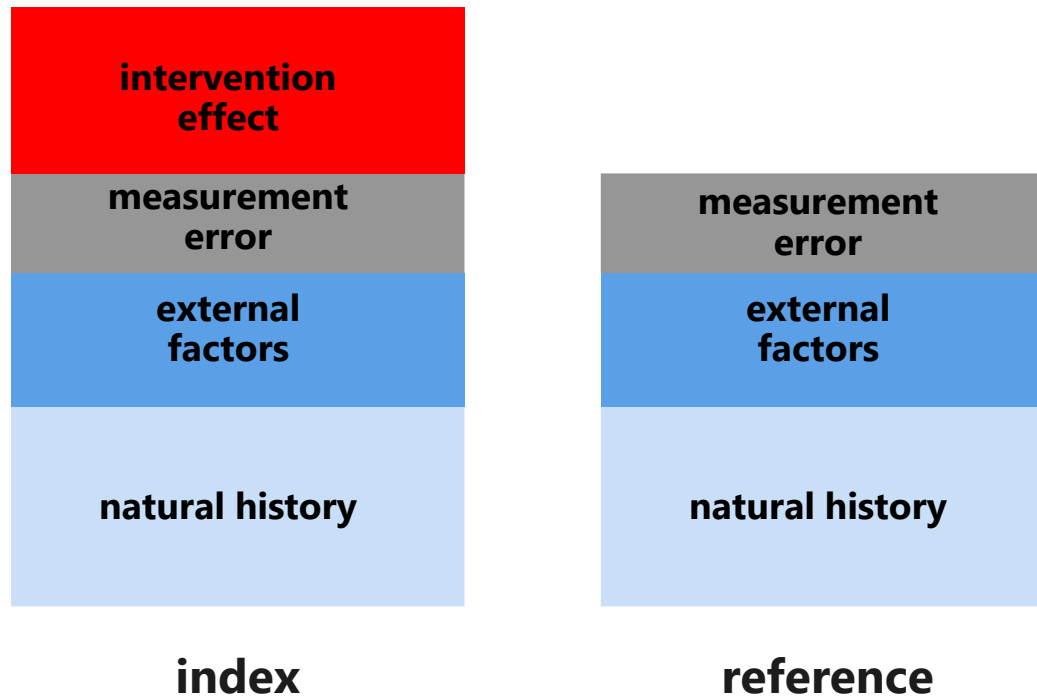 intervention
effect
measurement
error
external
factors
natural history
index
measurement
error
external
factors
natural history
reference